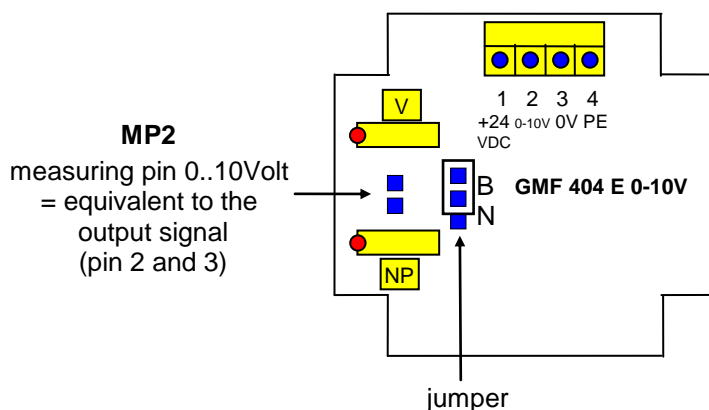 1 2 3 4
+24 0-10V 0V PE
VDC
V
MP2
measuring pin 0..10Volt
= equivalent to the
output signal
(pin 2 and 3)
B
N
GMF 404 E 0-10V
NP
jumper